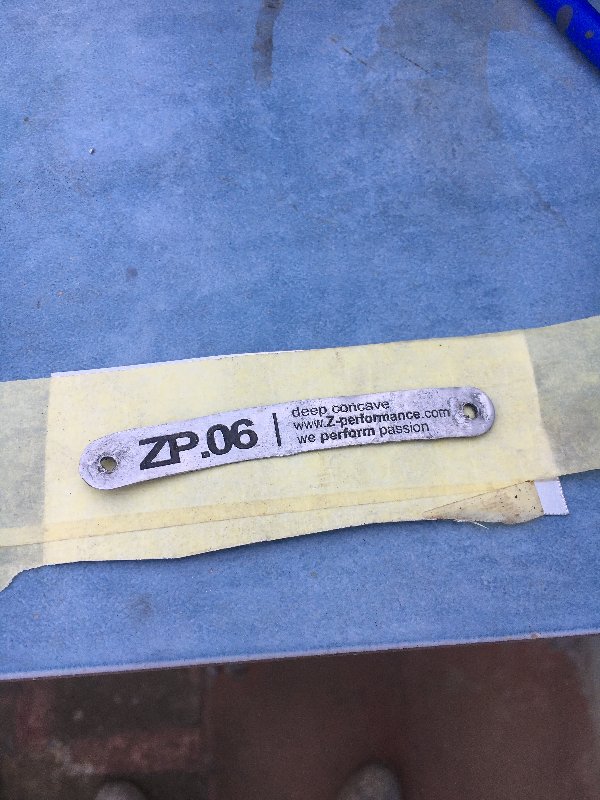 ZP.06 |
deep concave
www.Z-performance.com
we perform passion